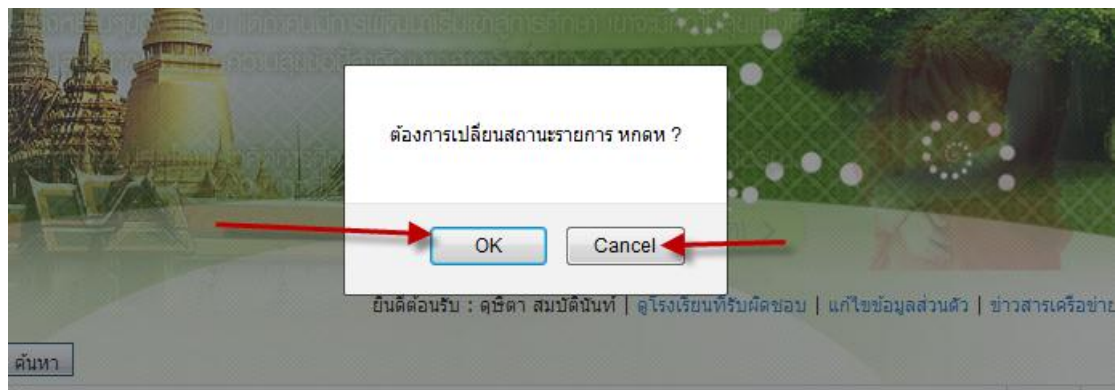 ต้องการเปลี่ยนสถานะรายการ หกดห ?
OK
Cancel
ยินดีต้อนรับ : ดุษิตา สมบัตินันท์ | ดูโรงเรียนที่รับผิดชอบ | แก้ไขข้อมูลส่วนตัว | ข่าวสารเครือข่าย
ค้นหา